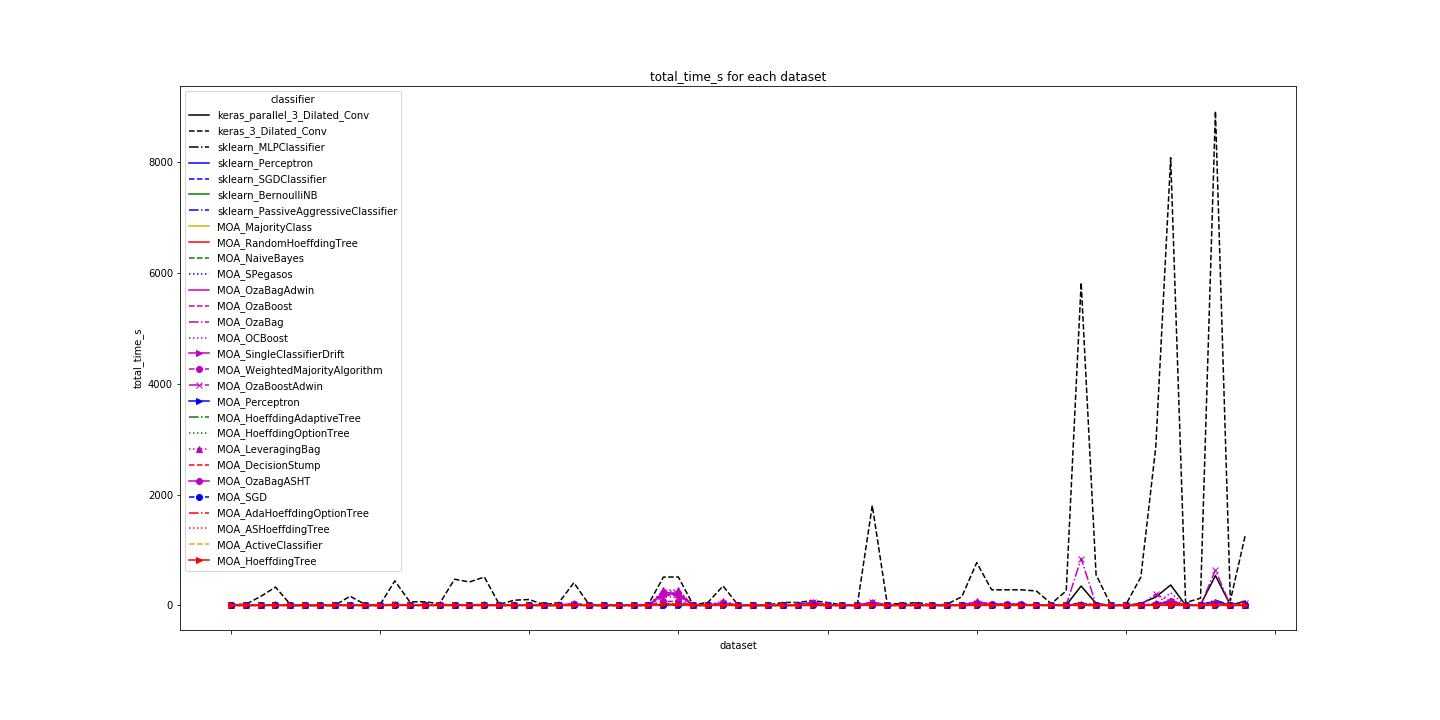 total_time_s for each dataset
classifier
keras_parallel_3_Dilated_Conv
keras_3_Dilated_Conv
sklearn_MLPClassifier
sklearn_Perceptron
sklearn_SGDClassifier
sklearn_BernoulliNB
sklearn_PassiveAggressiveClassifier
MOA_MajorityClass
MOA_RandomHoeffdingTree
MOA_NaiveBayes
MOA_SPegasos
MOA_OzaBagAdwin
MOA_OzaBoost
MOA_OzaBag
MOA_OCBoost
MOA_SingleClassifierDrift
MOA_WeightedMajorityAlgorithm
MOA_OzaBoostAdwin
MOA_Perceptron
MOA_HoeffdingAdaptiveTree
MOA_HoeffdingOptionTree
MOA_LeveragingBag
MOA_DecisionStump
MOA_OzaBagASHT
MOA_SGD
MOA_AdaHoeffdingOptionTree
MOA_ASHoeffdingTree
MOA_ActiveClassifier
MOA_HoeffdingTree
8000
6000
4000
2000
0
total_time_s
dataset